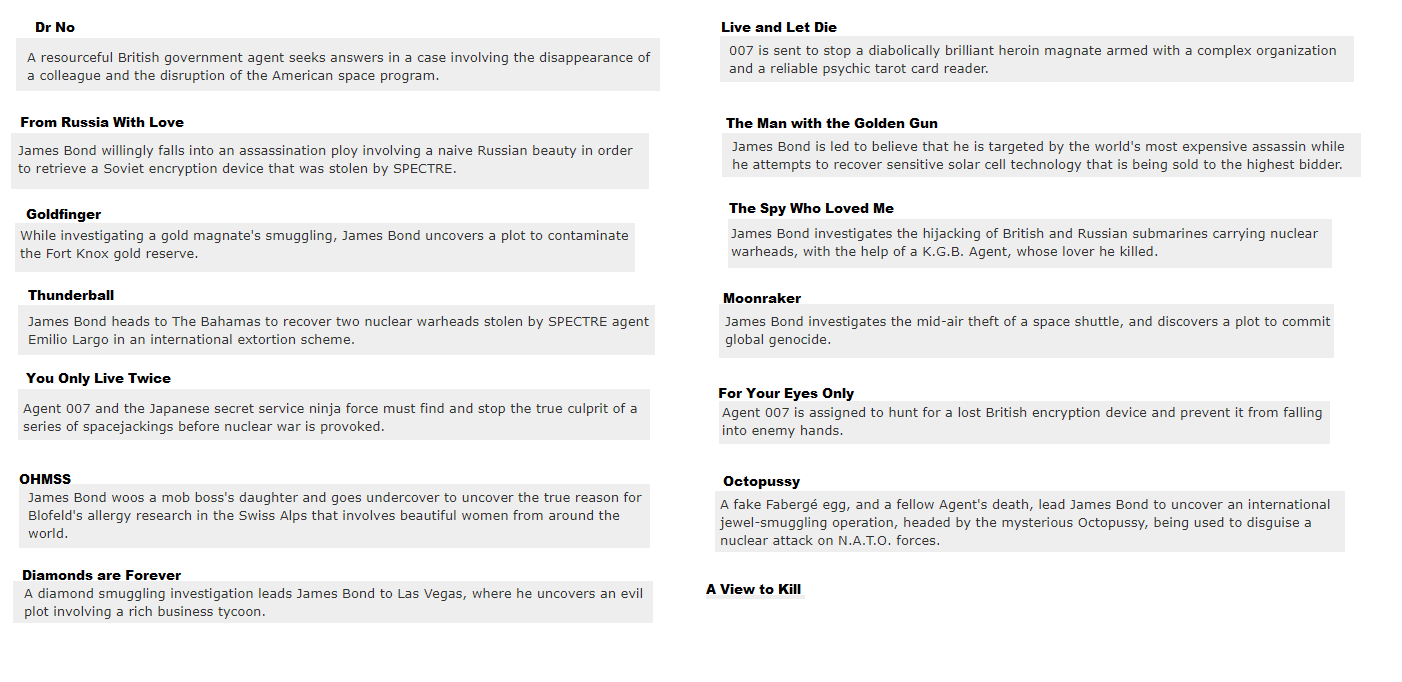 Dr No
A resourceful British government agent seeks answers in a case involving the disappearance of
a colleague and the disruption of the American space program.
From Russia With Love
James Bond willingly falls into an assassination ploy involving a naive Russian beauty in order
to retrieve a Soviet encryption device that was stolen by SPECTRE.
Goldfinger
While investigating a gold magnate's smuggling, James Bond uncovers a plot to contaminate
the Fort Knox gold reserve.
Thunderball
James Bond heads to The Bahamas to recover two nuclear warheads stolen by SPECTRE agent
Emilio Largo in an international extortion scheme.
You Only Live Twice
Agent 007 and the Japanese secret service ninja force must find and stop the true culprit of a
series of spacejackings before nuclear war is provoked.
OHMSS
James Bond woos a mob boss's daughter and goes undercover to uncover the true reason for
Blofeld's allergy research in the Swiss Alps that involves beautiful women from around the
world.
Diamonds are Forever
A diamond smuggling investigation leads James Bond to Las Vegas, where he uncovers an evil
plot involving a rich business tycoon.
Live and Let Die
007 is sent to stop a diabolically brilliant heroin magnate armed with a complex organization
and a reliable psychic tarot card reader.
The Man with the Golden Gun
James Bond is led to believe that he is targeted by the world's most expensive assassin while
he attempts to recover sensitive solar cell technology that is being sold to the highest bidder.
The Spy Who Loved Me
James Bond investigates the hijacking of British and Russian submarines carrying nuclear
warheads, with the help of a K.G.B. Agent, whose lover he killed.
Moonraker
James Bond investigates the mid-air theft of a space shuttle, and discovers a plot to commit
global genocide.
For Your Eyes Only
Agent 007 is assigned to hunt for a lost British encryption device and prevent it from falling
into enemy hands.
Octopussy
A fake Fabergé egg, and a fellow Agent's death, lead James Bond to uncover an international
jewel-smuggling operation, headed by the mysterious Octopussy, being used to disguise a
nuclear attack on N.A.T.O. forces.
A View to Kill